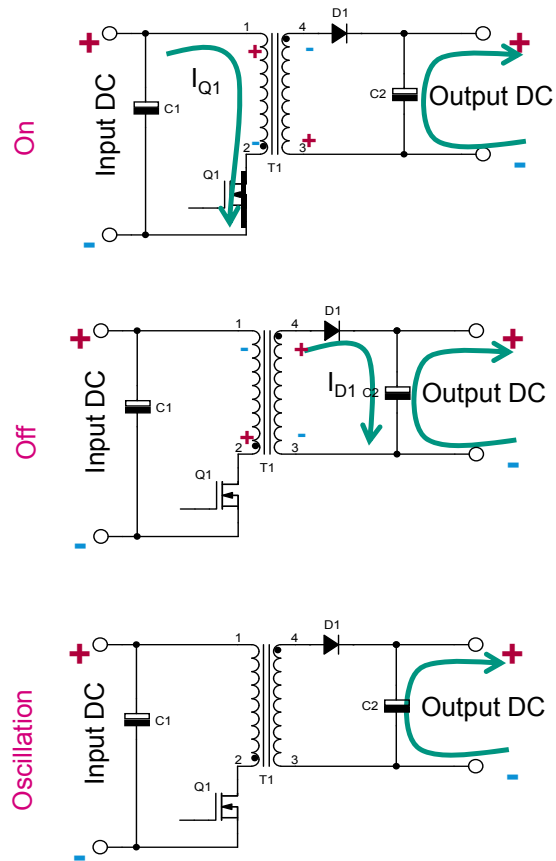 On
+
Input DC
-
C1
I_Q1
1
+
-
2
Q1
T1
4
-
+
3
D1
C2
Output DC
+
-
Off
+
Input DC
-
C1
1
-
+
2
Q1
T1
4
+
-
3
D1
I_D1
C2
Output DC
+
-
Oscillation
+
Input DC
-
C1
1
2
Q1
T1
4
3
D1
C2
Output DC
+
-